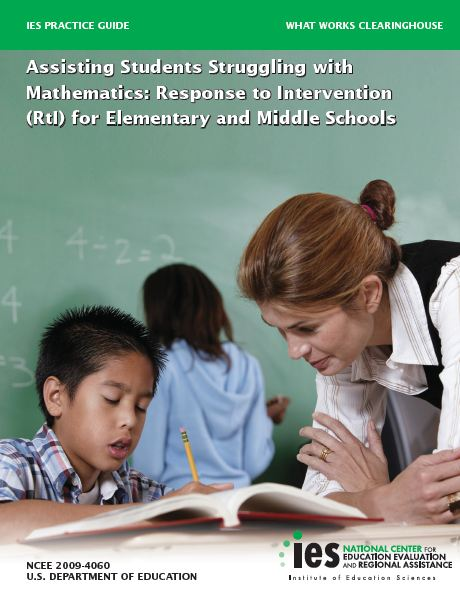 IES PRACTICE GUIDE
WHAT WORKS CLEARINGHOUSE
Assisting Students Struggling with
Mathematics: Response to Intervention
(RtI) for Elementary and Middle Schools
4
4÷2=2
4
=3
NCEE 2009-4060
U.S. DEPARTMENT OF EDUCATION
ies
NATIONAL CENTER FOR
EDUCATION EVALUATION
AND REGIONAL ASSISTANCE
Institute of Education Sciences